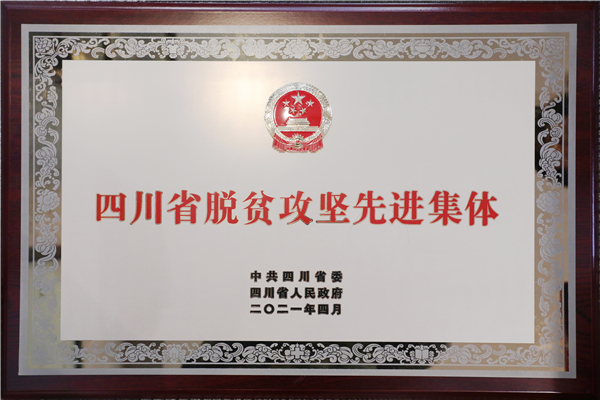 四川省脱贫攻坚先进集体
中共四川省委
四川省人民政府
二〇二一年四月